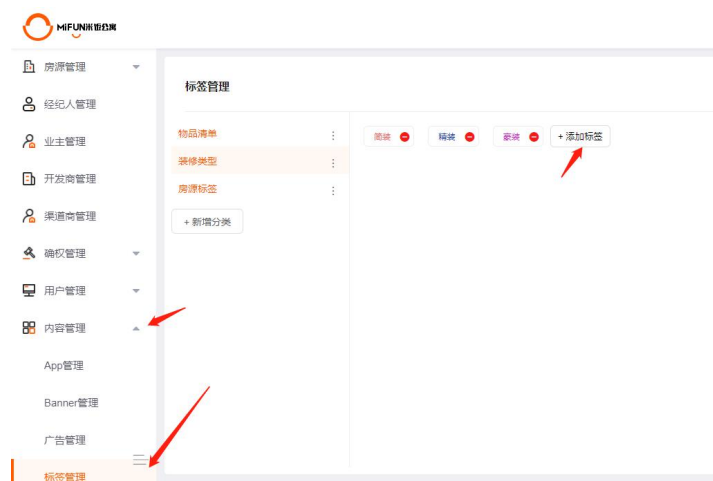 MiFUN米饭公寓
房源管理
经纪人管理
业主管理
开发商管理
渠道商管理
确权管理
用户管理
内容管理
App管理
Banner管理
广告管理
标签管理
标签管理
物品清单
装修类型
房源标签
+ 新增分类
简装 精装 豪装 + 添加标签